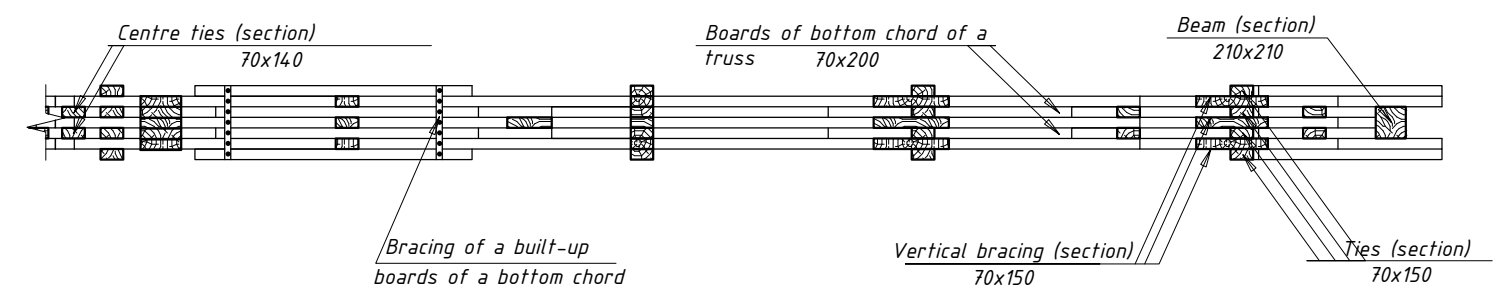 Centre ties (section)
70x140
Boards of bottom chord of a
truss 70x200
Beam (section)
210x210
Bracing of a built-up
boards of a bottom chord
Vertical bracing (section)
70x150
Ties (section)
70x150